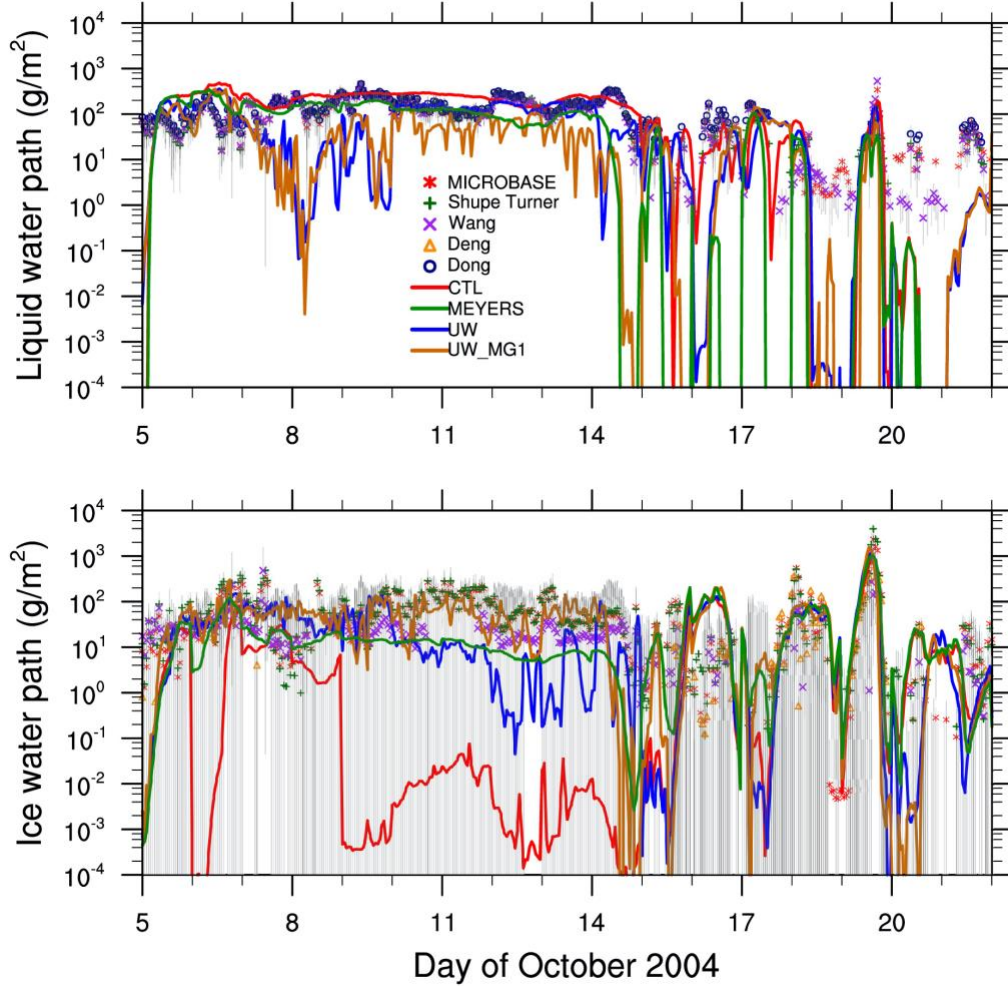 Liquid water path (g/m²)
10⁴
10³
10²
10¹
10⁰
10⁻¹
10⁻²
10⁻³
10⁻⁴
MICROBASE
Shupe Turner
Wang
Deng
Dong
CTL
MEYERS
UW
UW_MG1
5 8 11 14 17 20
Ice water path (g/m²)
10⁴
10³
10²
10¹
10⁰
10⁻¹
10⁻²
10⁻³
10⁻⁴
5 8 11 14 17 20
Day of October 2004